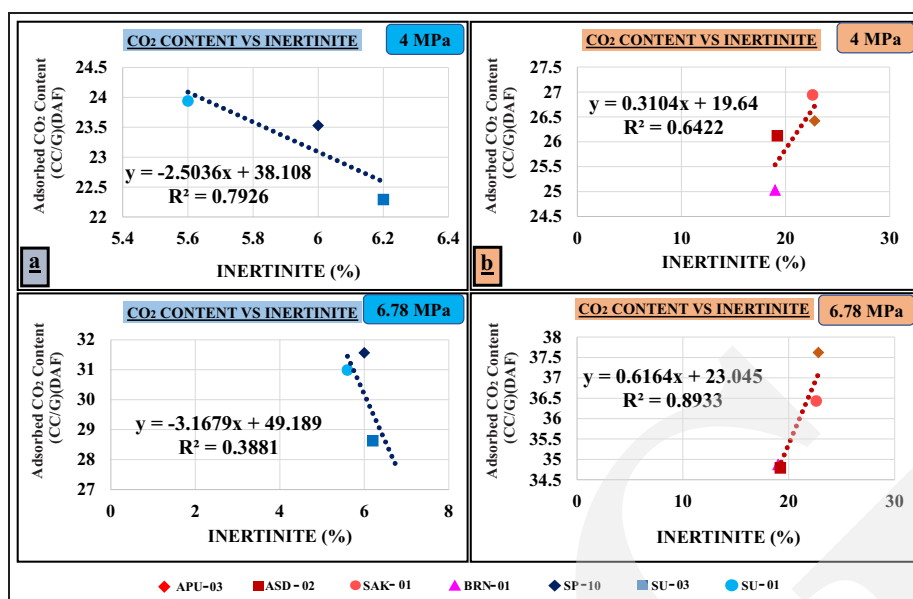 CO₂ CONTENT VS INERTINITE
4 MPa
Adsorbed CO₂ Content
(CC/G)(DAF)
24.5
24
23.5
23
22.5
22
y = -2.5036x + 38.108
R² = 0.7926
5.4
5.6
5.8
6
6.2
6.4
INERTINITE (%)
a
CO₂ CONTENT VS INERTINITE
4 MPa
Adsorbed CO₂ Content
(CC/G)(DAF)
27.5
27
26.5
26
25.5
25
24.5
y = 0.3104x + 19.64
R² = 0.6422
0
10
20
30
INERTINITE (%)
b
CO₂ CONTENT VS INERTINITE
6.78 MPa
Adsorbed CO₂ Content
(CC/G)(DAF)
32
31
30
29
28
27
y = -3.1679x + 49.189
R² = 0.3881
0
2
4
6
8
INERTINITE (%)
CO₂ CONTENT VS INERTINITE
6.78 MPa
Adsorbed CO₂ Content
(CC/G)(DAF)
38
37.5
37
36.5
36
35.5
35
34.5
y = 0.6164x + 23.045
R² = 0.8933
0
10
20
30
INERTINITE (%)
APU-03
ASD-02
SAK-01
BRN-01
SP-10
SU-03
SU-01